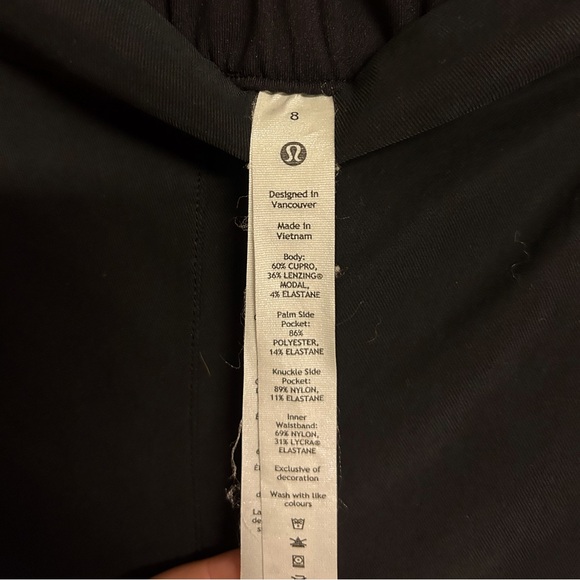 8
Designed in
Vancouver
Made in
Vietnam
Body:
60% CUPRO,
36% LENZING®
MODAL,
4% ELASTANE
Palm Side
Pocket:
86%
POLYESTER,
14% ELASTANE
Knuckle Side
Pocket:
89% NYLON,
11% ELASTANE
Inner
Waistband:
69% NYLON,
31% LYCRA®
ELASTANE
Exclusive of
decoration
Wash with like
colours